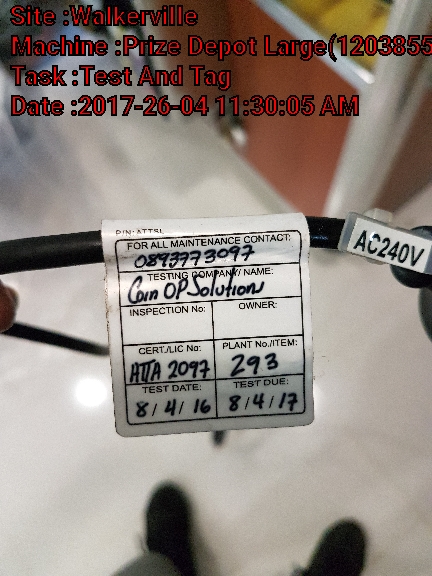 Site :Walkerville
Machine :Prize Depot Large(1203855
Task :Test And Tag
Date :2017-26-04 11:30:05 AM
P/N: ATTSL
FOR ALL MAINTENANCE CONTACT:
0893773097
TESTING COMPANY/NAME:
Coin OP Solution
INSPECTION No: OWNER:
CERT./LIC No: PLANT No./ITEM:
ATTA 2097 293
TEST DATE: TEST DUE:
8/4/16 8/4/17
AC240V